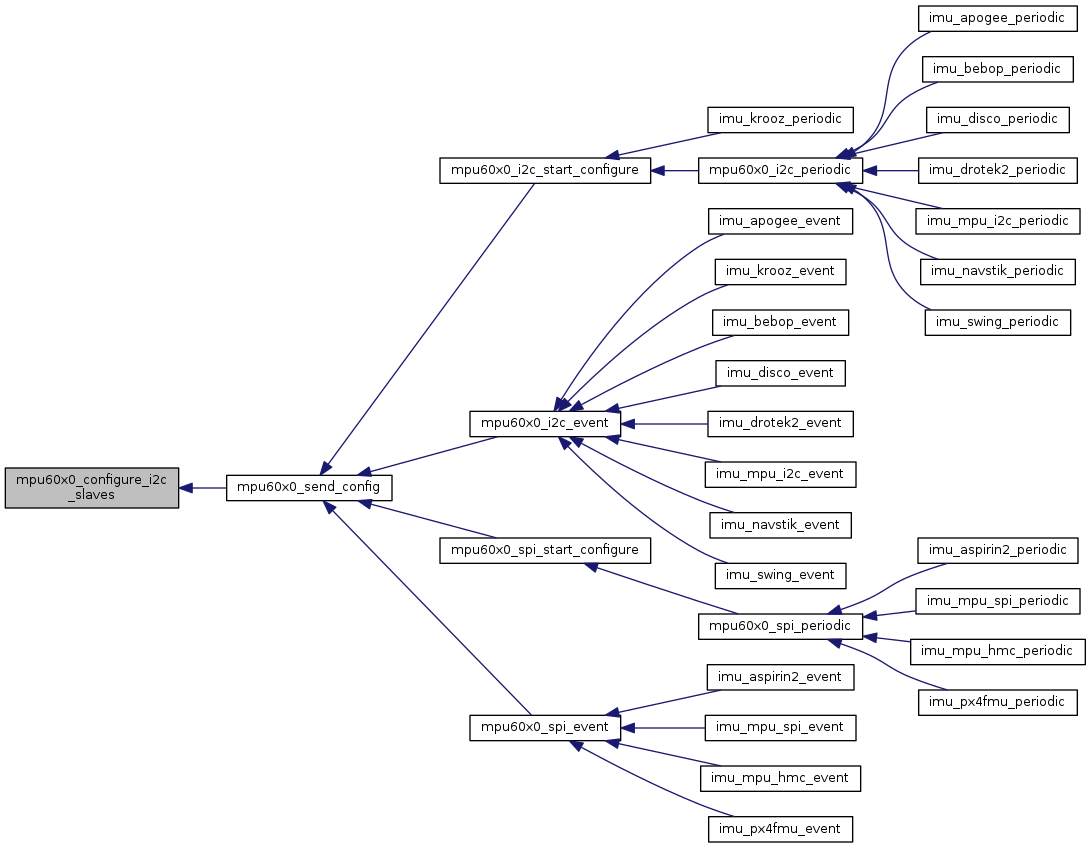 imu_apogee_periodic
imu_bebop_periodic
imu_krooz_periodic
imu_disco_periodic
mpu60x0_i2c_start_configure
mpu60x0_i2c_periodic
imu_drotek2_periodic
imu_apogee_event
imu_mpu_i2c_periodic
imu_krooz_event
imu_navstik_periodic
imu_bebop_event
imu_swing_periodic
imu_disco_event
mpu60x0_i2c_event
imu_drotek2_event
imu_mpu_i2c_event
mpu60x0_configure_i2c
_slaves
mpu60x0_send_config
imu_navstik_event
mpu60x0_spi_start_configure
imu_aspirin2_periodic
imu_swing_event
imu_mpu_spi_periodic
mpu60x0_spi_periodic
imu_mpu_hmc_periodic
imu_aspirin2_event
imu_px4fmu_periodic
mpu60x0_spi_event
imu_mpu_spi_event
imu_mpu_hmc_event
imu_px4fmu_event